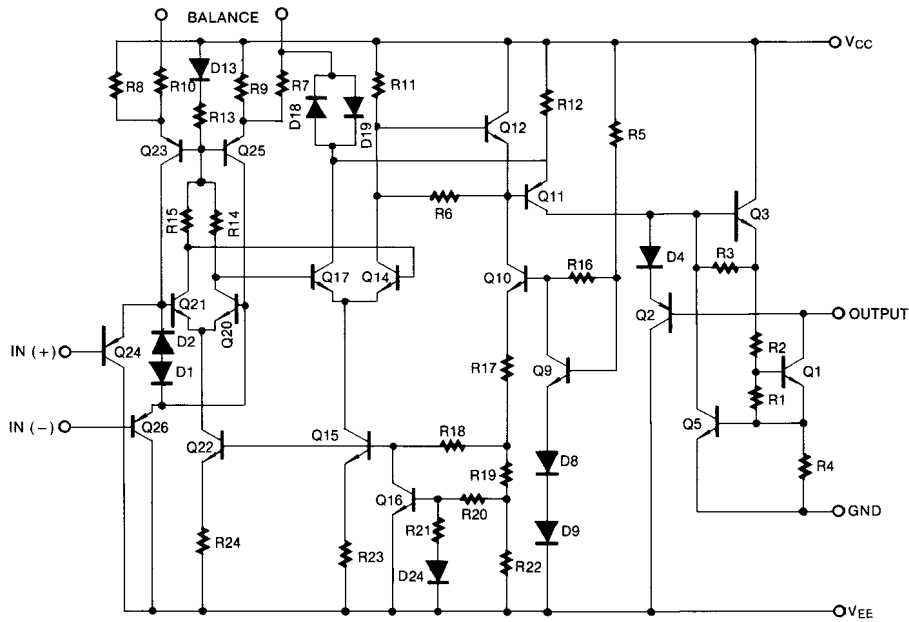 BALANCE
VCC
R8
R10
D13
R9
R7
R11
R12
D18
D19
R13
Q12
R5
Q23
Q25
Q11
Q3
R15
R14
R6
R3
D4
Q17
Q14
Q10
R16
Q21
Q20
Q2
OUTPUT
D2
Q24
IN (+)
D1
R17
Q9
R2
Q1
R1
IN (-)
Q26
Q22
Q15
R18
Q5
R19
D8
R4
Q16
R20
R21
GND
D9
R24
R23
D24
R22
VEE